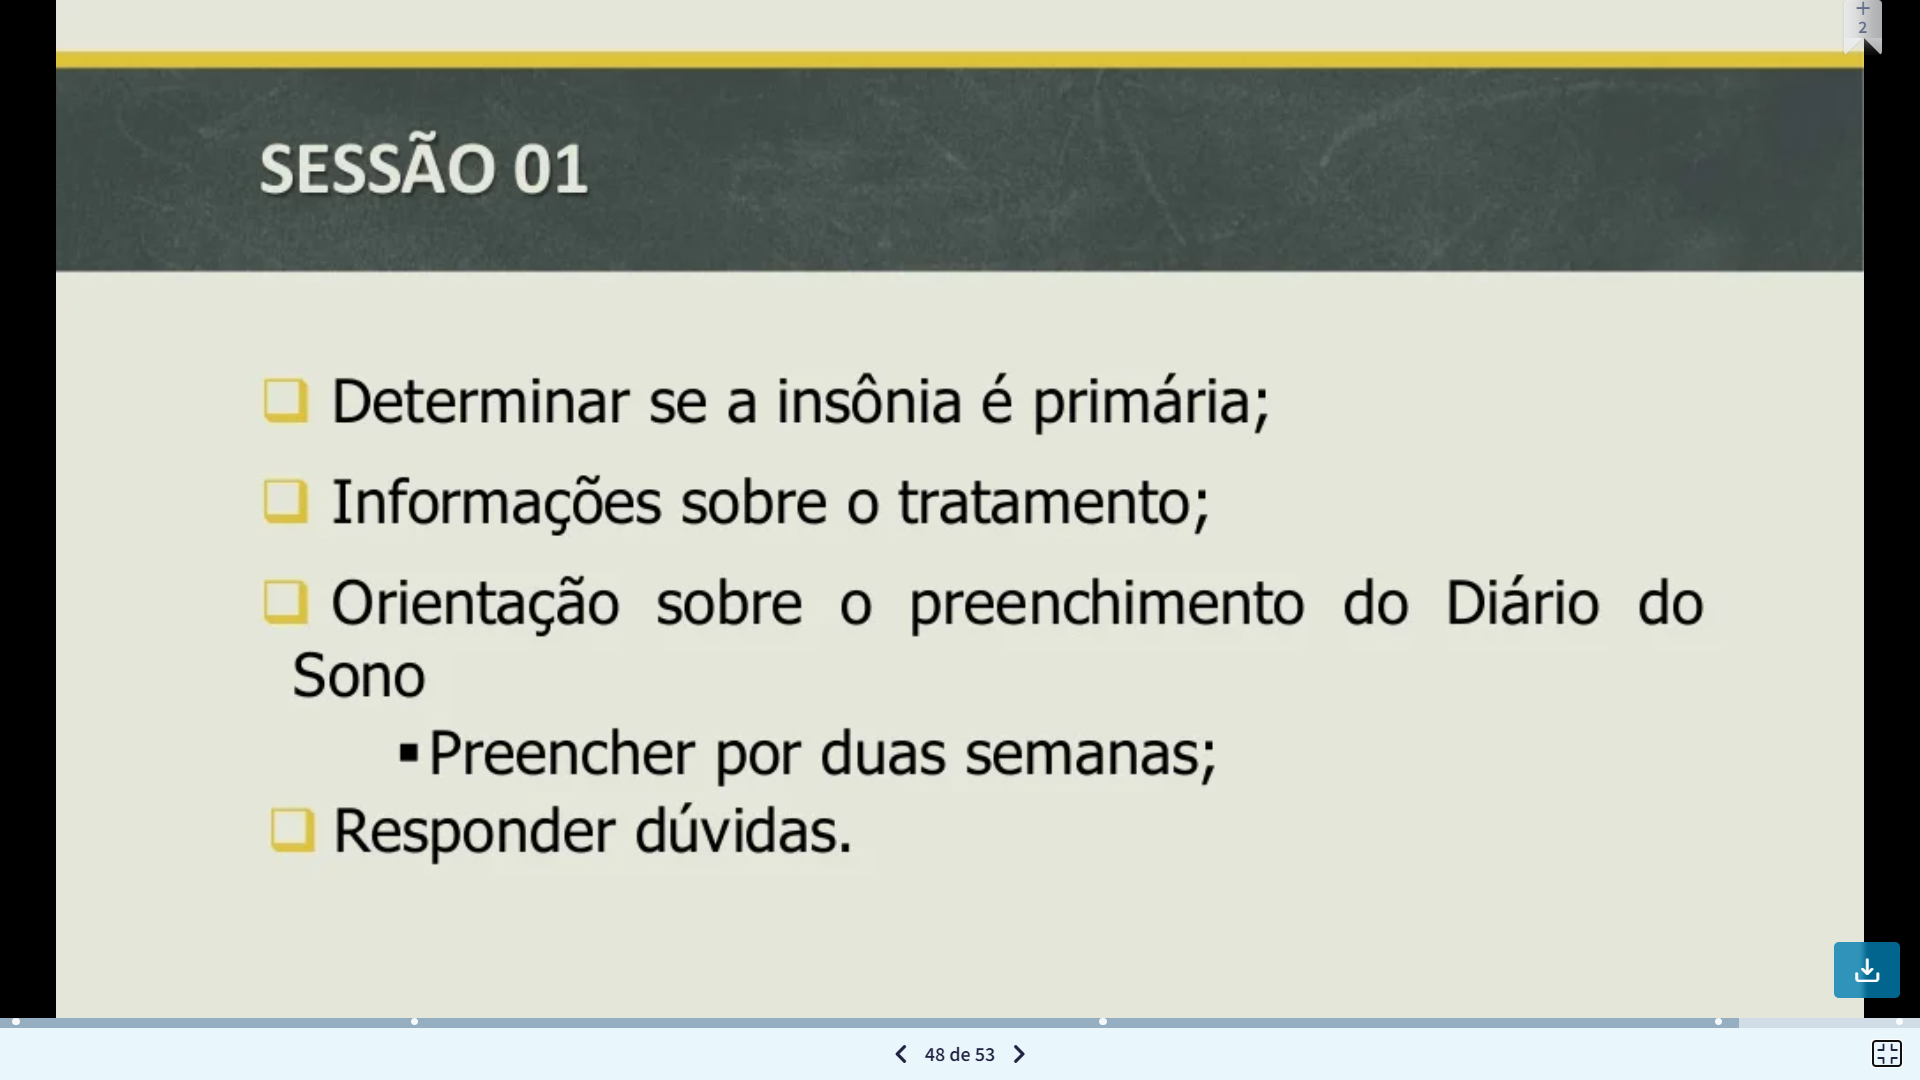 +
2
SESSÃO 01
Determinar se a insônia é primária;
Informações sobre o tratamento;
Orientação sobre o preenchimento do Diário do
Sono
Preencher por duas semanas;
Responder dúvidas.
48 de 53